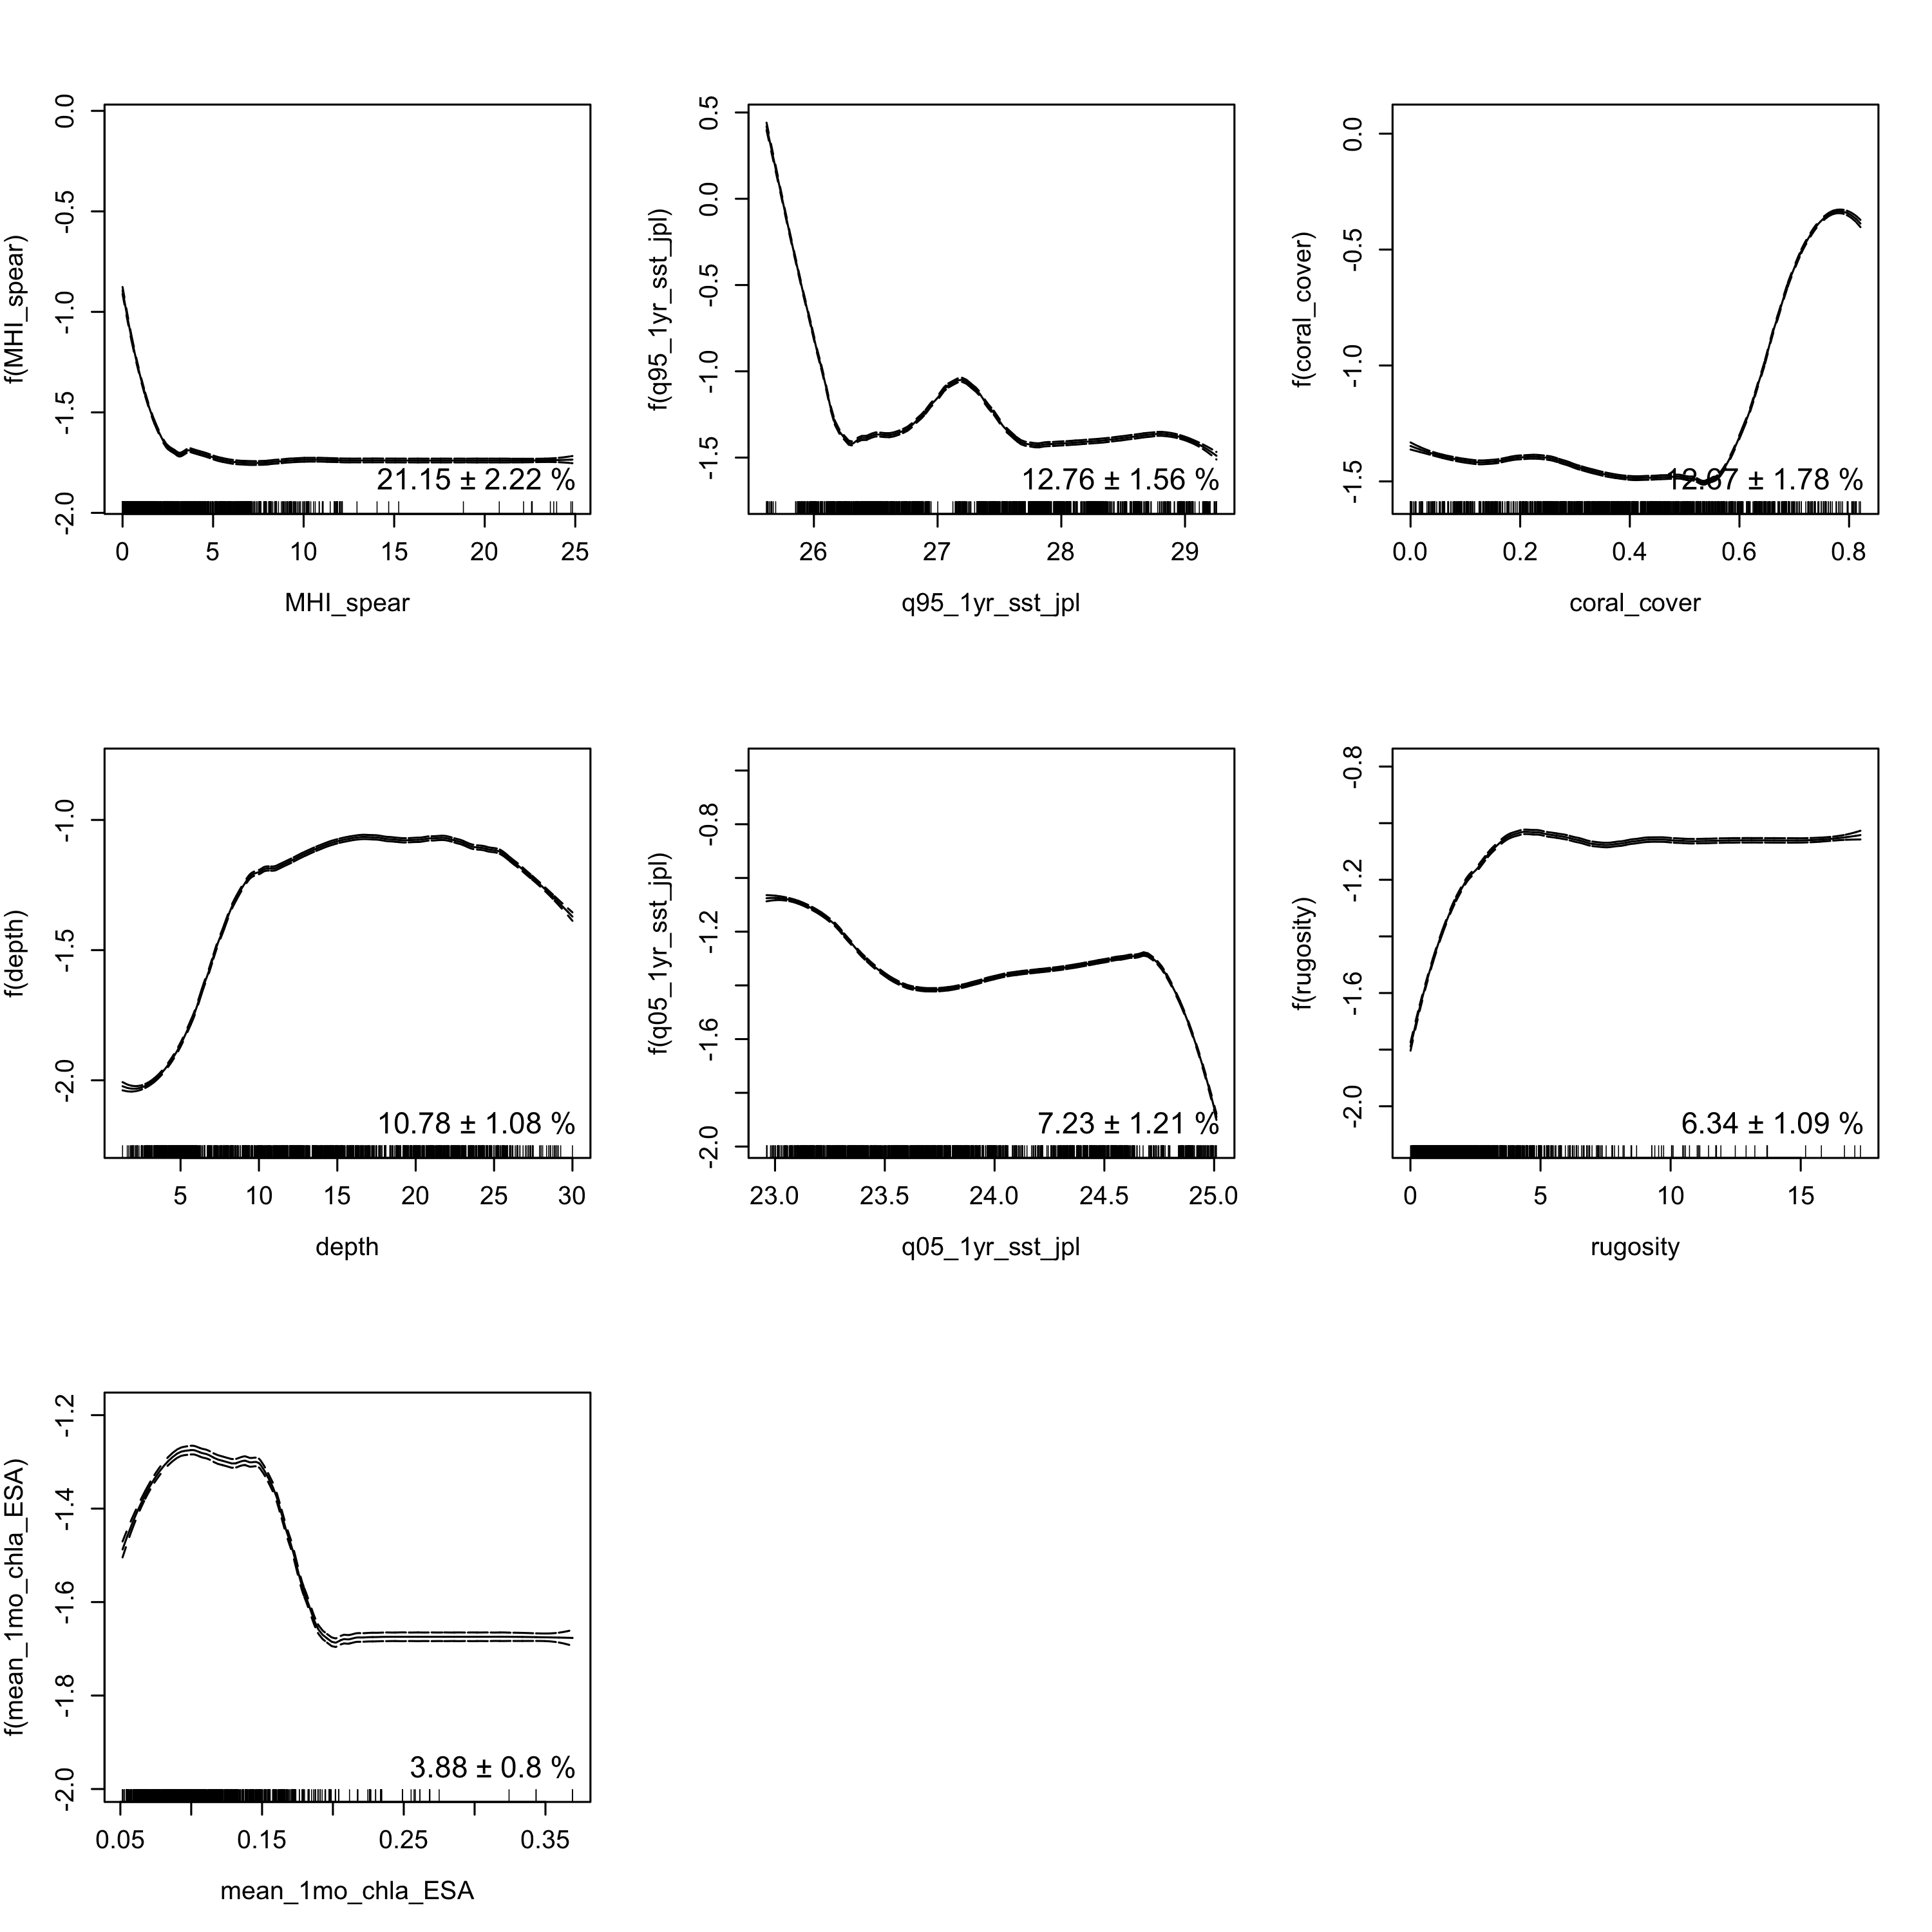 f(MHI_spear)
0.0
-0.5
-1.0
-1.5
-2.0
21.15 ± 2.22 %
0 5 10 15 20 25
MHI_spear
f(q95_1yr_sst_jpl)
0.5
0.0
-0.5
-1.0
-1.5
12.76 ± 1.56 %
26 27 28 29
q95_1yr_sst_jpl
f(coral_cover)
0.0
-0.5
-1.0
-1.5
± 1.78 %
0.0 0.2 0.4 0.6 0.8
coral_cover
f(depth)
-1.0
-1.5
-2.0
10.78 ± 1.08 %
5 10 15 20 25 30
depth
f(q05_1yr_sst_jpl)
-0.8
-1.2
-1.6
-2.0
7.23 ± 1.21 %
23.0 23.5 24.0 24.5 25.0
q05_1yr_sst_jpl
f(rugosity)
-0.8
-1.2
-1.6
-2.0
6.34 ± 1.09 %
0 5 10 15
rugosity
f(mean_1mo_chla_ESA)
-1.2
-1.4
-1.6
-1.8
-2.0
3.88 ± 0.8 %
0.05 0.15 0.25 0.35
mean_1mo_chla_ESA